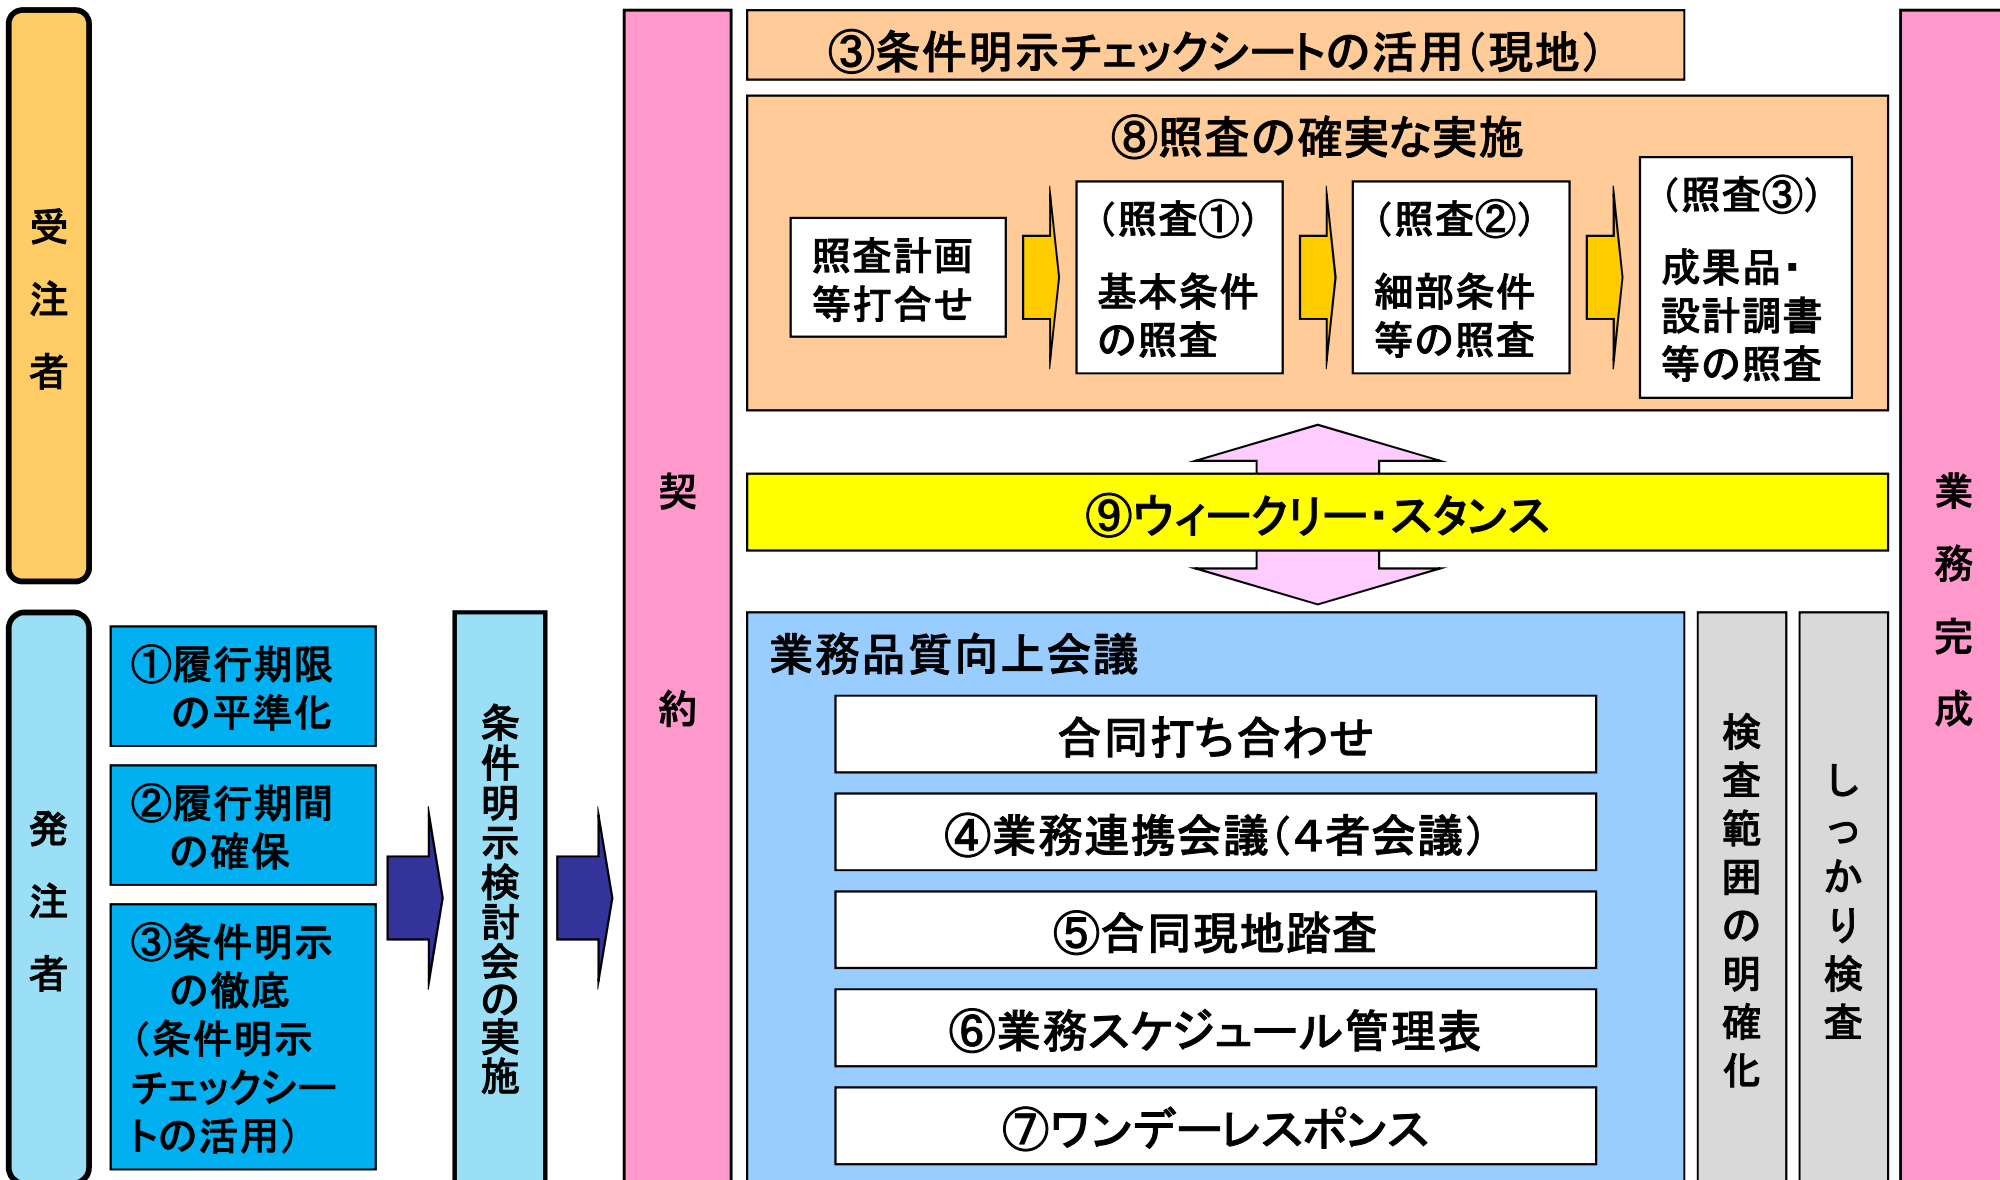 受注者
③条件明示チェックシートの活用（現地）
⑧照査の確実な実施
照査計画
等打合せ
（照査①）
基本条件
の照査
（照査②）
細部条件
等の照査
（照査③）
成果品・
設計調書
等の照査
⑨ウィークリー・スタンス
契約
業務完成
発注者
①履行期限
の平準化
②履行期間
の確保
③条件明示
の徹底
（条件明示
チェックシー
トの活用）
条件明示検討会の実施
業務品質向上会議
合同打ち合わせ
④業務連携会議（４者会議）
⑤合同現地踏査
⑥業務スケジュール管理表
⑦ワンデーレスポンス
検査範囲の明確化
しっかり検査